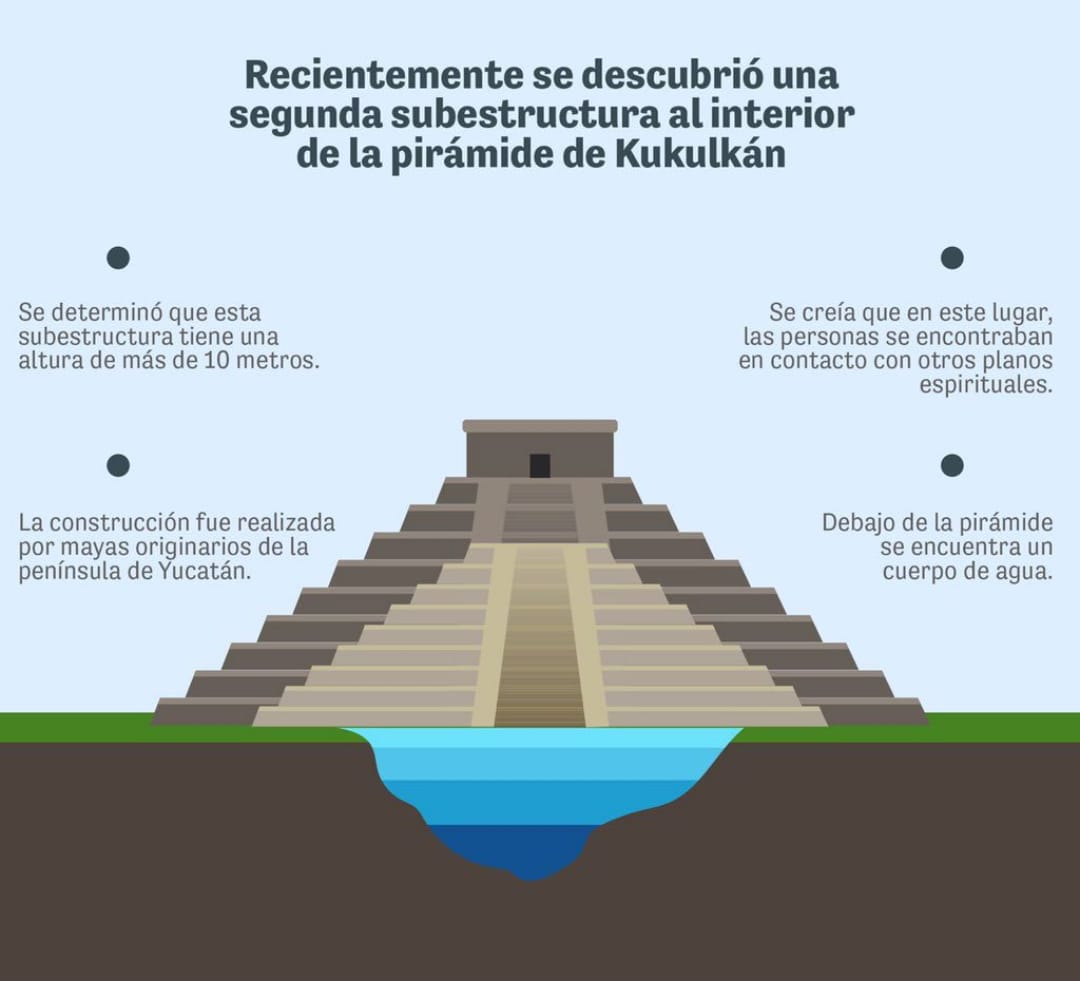 Recientemente se descubrió una
segunda subestructura al interior
de la pirámide de Kukulkán
Se determinó que esta
subestructura tiene una
altura de más de 10 metros.
Se creía que en este lugar,
las personas se encontraban
en contacto con otros planos
espirituales.
La construcción fue realizada
por mayas originarios de la
península de Yucatán.
Debajo de la pirámide
se encuentra un
cuerpo de agua.